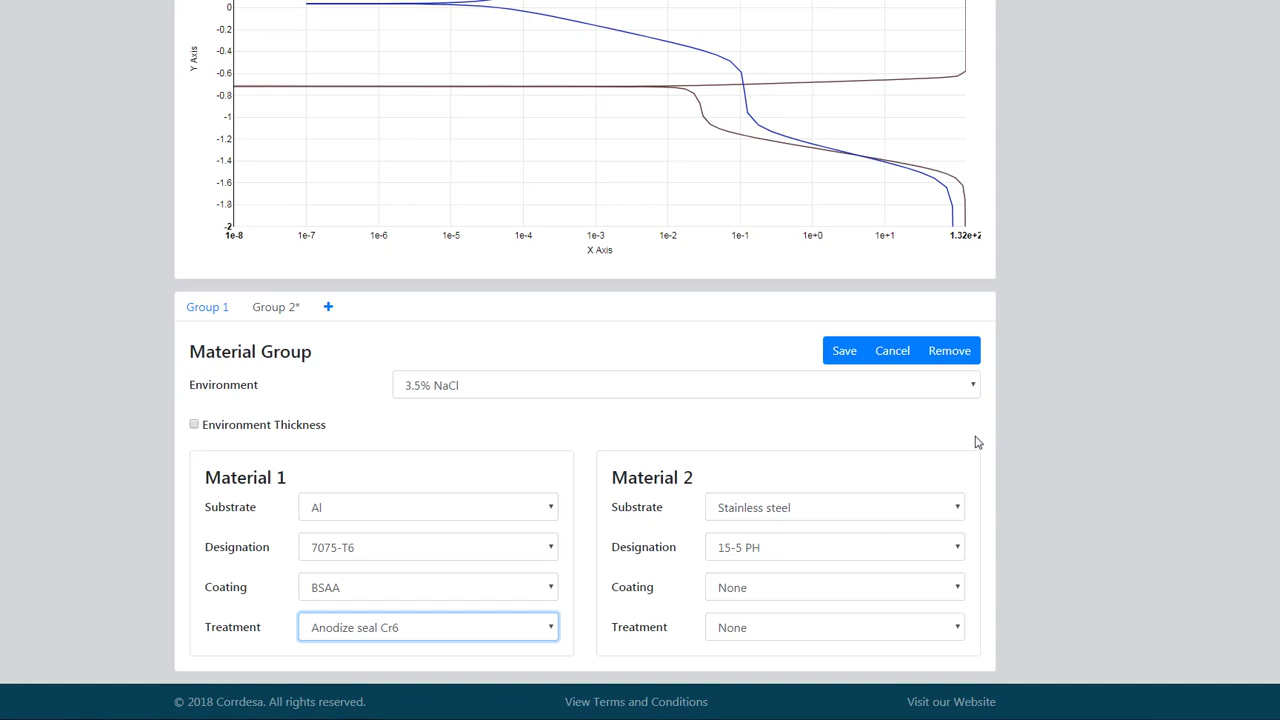 0
-0.2
-0.4
-0.6
-0.8
-1
-1.2
-1.4
-1.6
-1.8
-2
Y Axis
1e-8 1e-7 1e-6 1e-5 1e-4 1e-3 1e-2 1e-1 1e+0 1e+1 1.32e+2
X Axis
Group 1 Group 2* +
Material Group Save Cancel Remove
Environment 3.5% NaCl
Environment Thickness
Material 1
Substrate Al
Designation 7075-T6
Coating BSAA
Treatment Anodize seal Cr6
Material 2
Substrate Stainless steel
Designation 15-5 PH
Coating None
Treatment None
© 2018 Corrdesa. All rights reserved. View Terms and Conditions Visit our Website